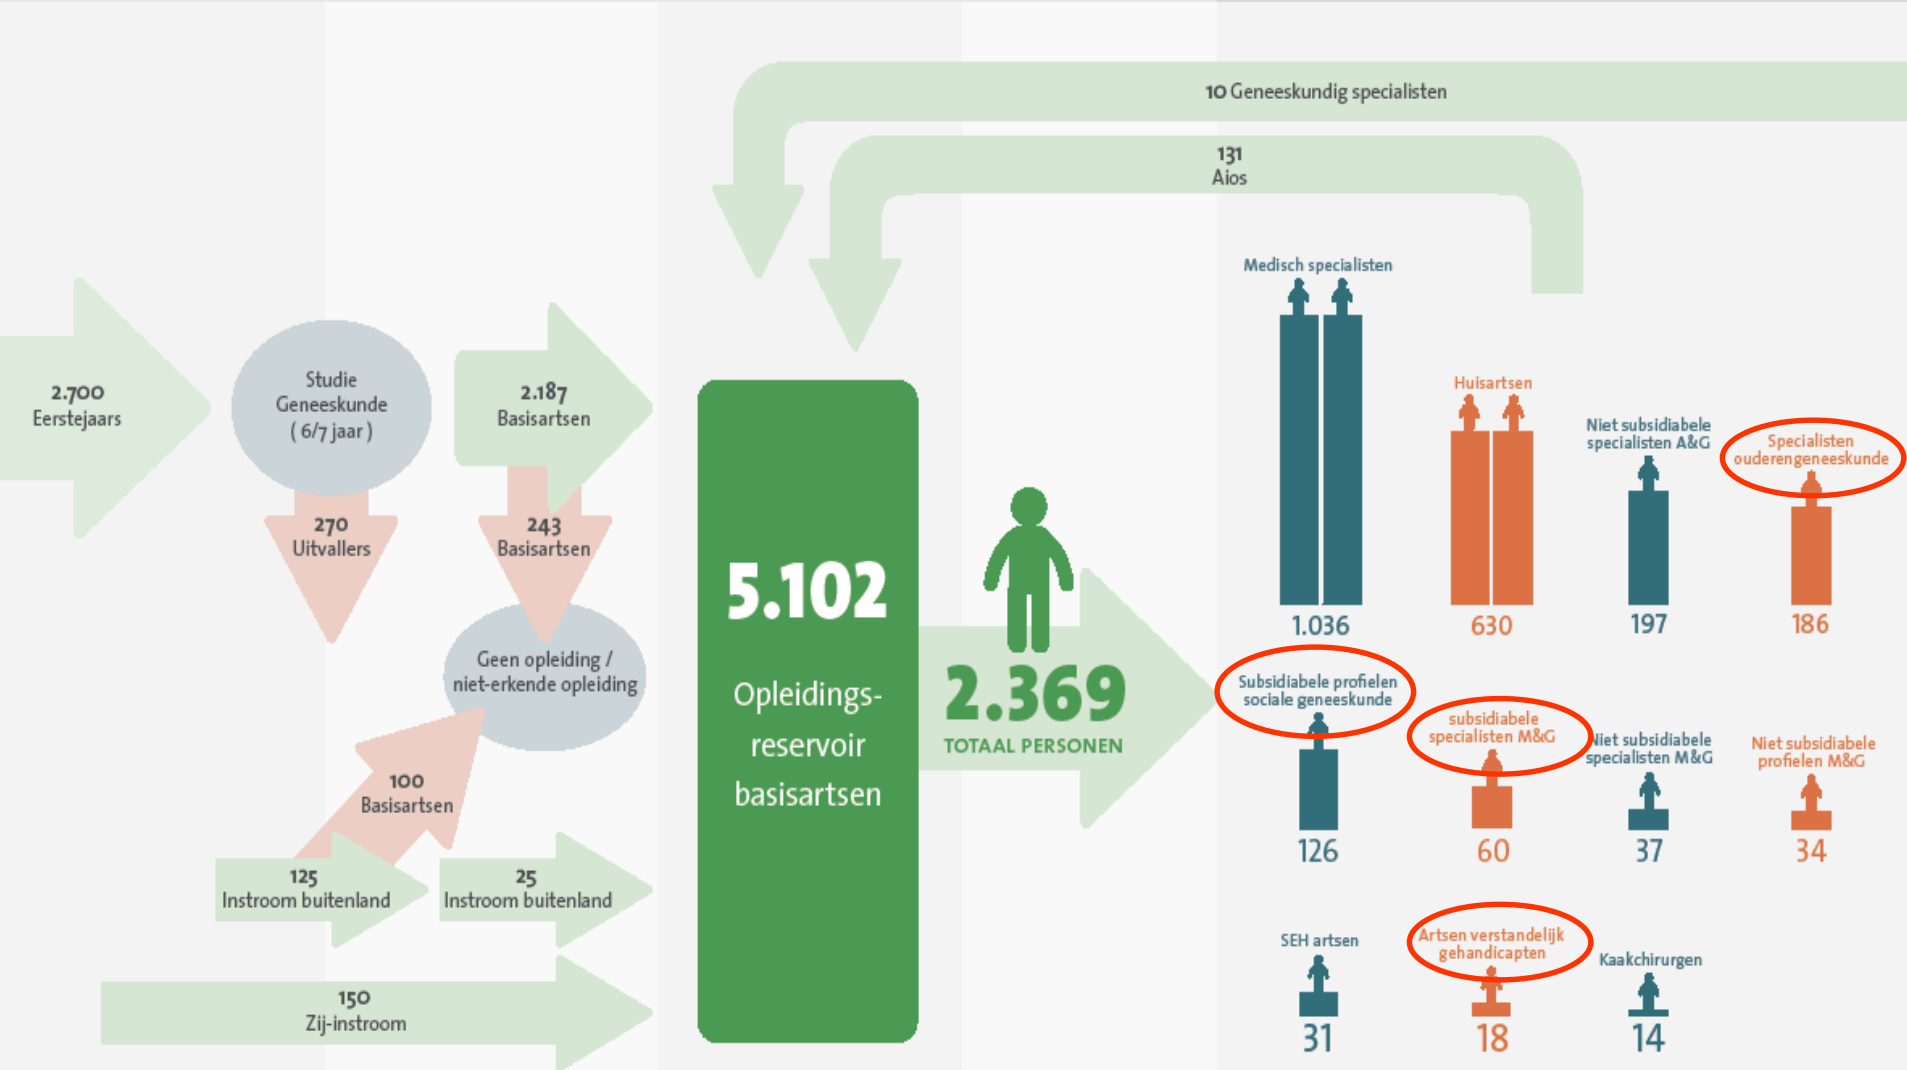 10 Geneeskundig specialisten
131
Aios
2.700
Eerstejaars
Studie
Geneeskunde
( 6/7 jaar )
2.187
Basisartsen
270
Uitvallers
243
Basisartsen
Geen opleiding /
niet-erkende opleiding
100
Basisartsen
125
Instroom buitenland
25
Instroom buitenland
150
Zij-instroom
5.102
Opleidings-
reservoir
basisartsen
2.369
TOTAAL PERSONEN
Medisch specialisten
1.036
Huisartsen
630
Niet subsidiabele
specialisten A&G
197
Specialisten
ouderengeneeskunde
186
Subsidiabele profielen
sociale geneeskunde
126
subsidiabele
specialisten M&G
60
Niet subsidiabele
specialisten M&G
37
Niet subsidiabele
profielen M&G
34
SEH artsen
31
Artsen verstandelijk
gehandicapten
18
Kaakchirurgen
14